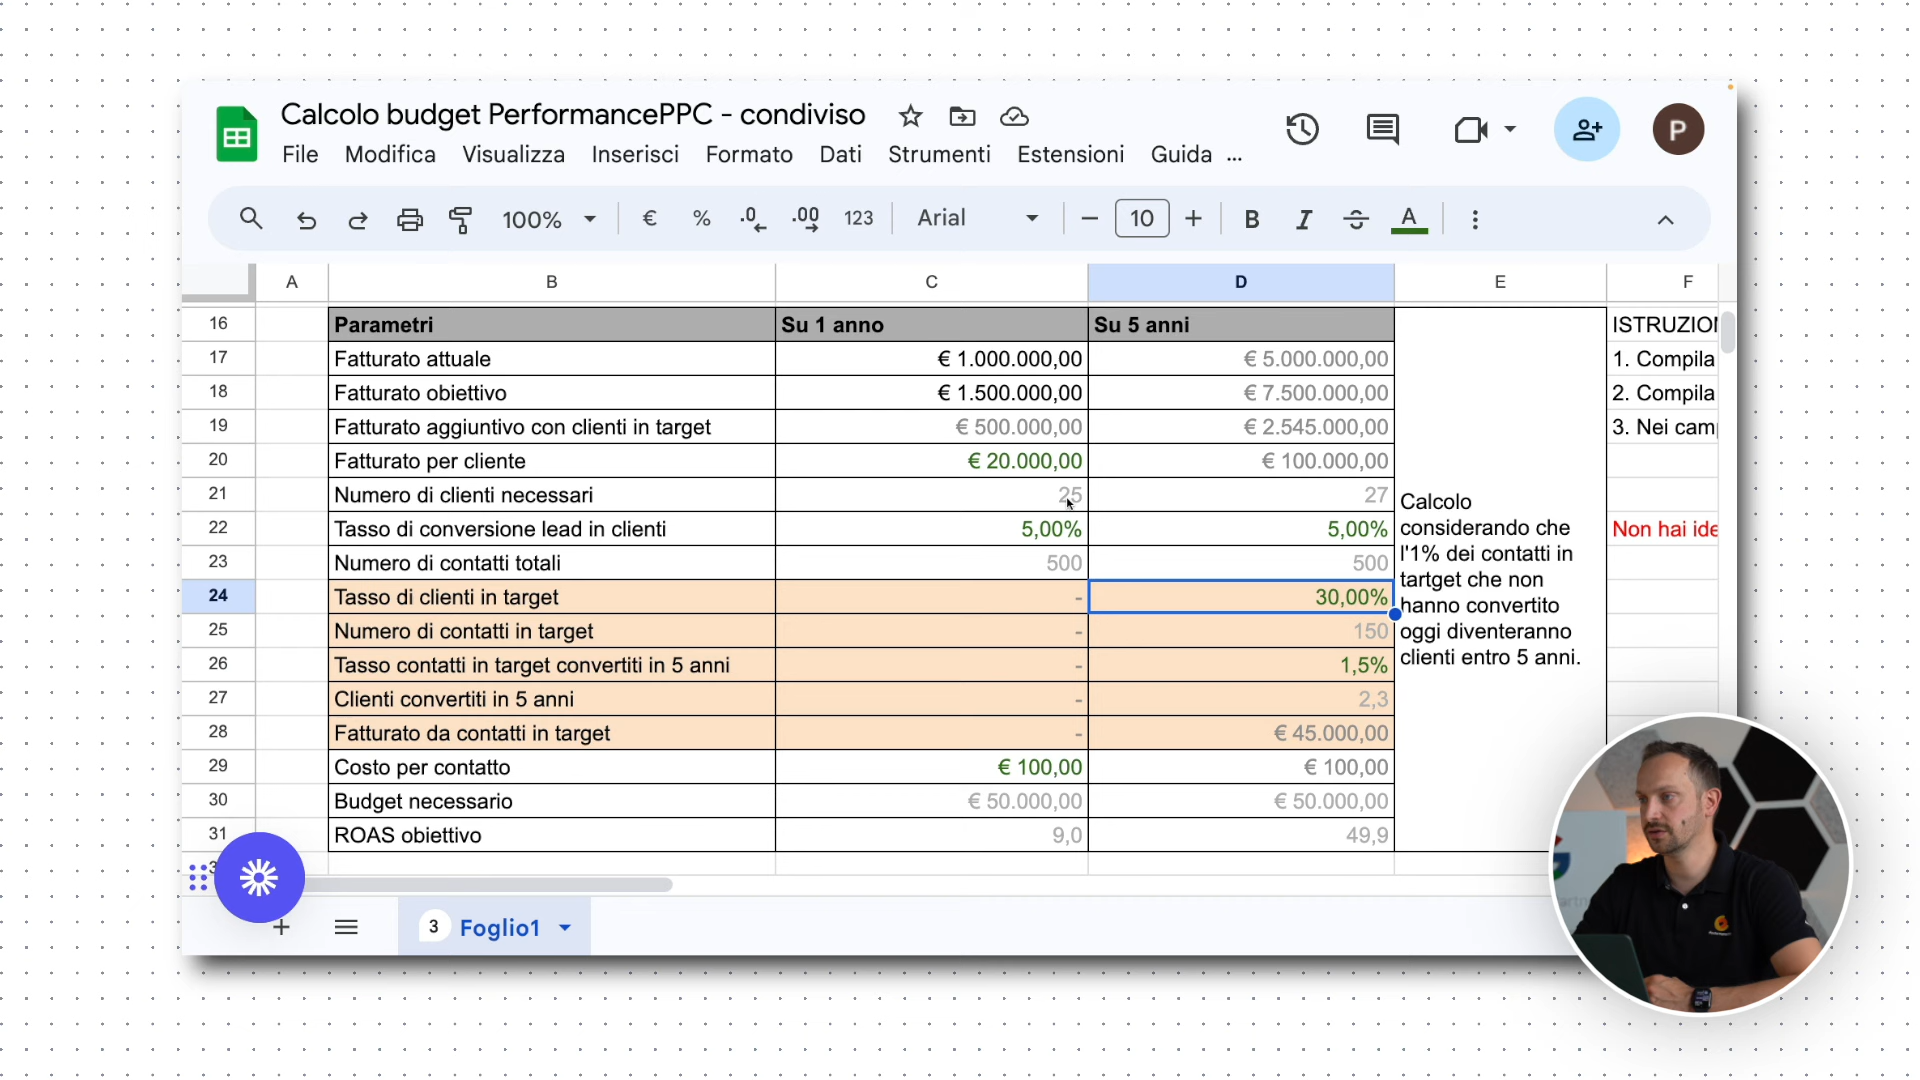 Calcolo budget PerformancePPC - condiviso
File Modifica Visualizza Inserisci Formato Dati Strumenti Estensioni Guida ...
P
100% € % .0 .00 123 Arial 10 B I S A
A B C D E F
16 Parametri Su 1 anno Su 5 anni ISTRUZION
17 Fatturato attuale € 1.000.000,00 € 5.000.000,00 1. Compila
18 Fatturato obiettivo € 1.500.000,00 € 7.500.000,00 2. Compila
19 Fatturato aggiuntivo con clienti in target € 500.000,00 € 2.545.000,00 3. Nei camp
20 Fatturato per cliente € 20.000,00 € 100.000,00
21 Numero di clienti necessari 25 27
22 Tasso di conversione lead in clienti 5,00% 5,00% Non hai ide
23 Numero di contatti totali 500 500
24 Tasso di clienti in target - 30,00%
25 Numero di contatti in target - 150
26 Tasso contatti in target convertiti in 5 anni - 1,5%
27 Clienti convertiti in 5 anni - 2,3
28 Fatturato da contatti in target - € 45.000,00
29 Costo per contatto € 100,00 € 100,00
30 Budget necessario € 50.000,00 € 50.000,00
31 ROAS obiettivo 9,0 49,9
Calcolo
considerando che
l'1% dei contatti in
tartget che non
hanno convertito
oggi diventeranno
clienti entro 5 anni.
3 Foglio1